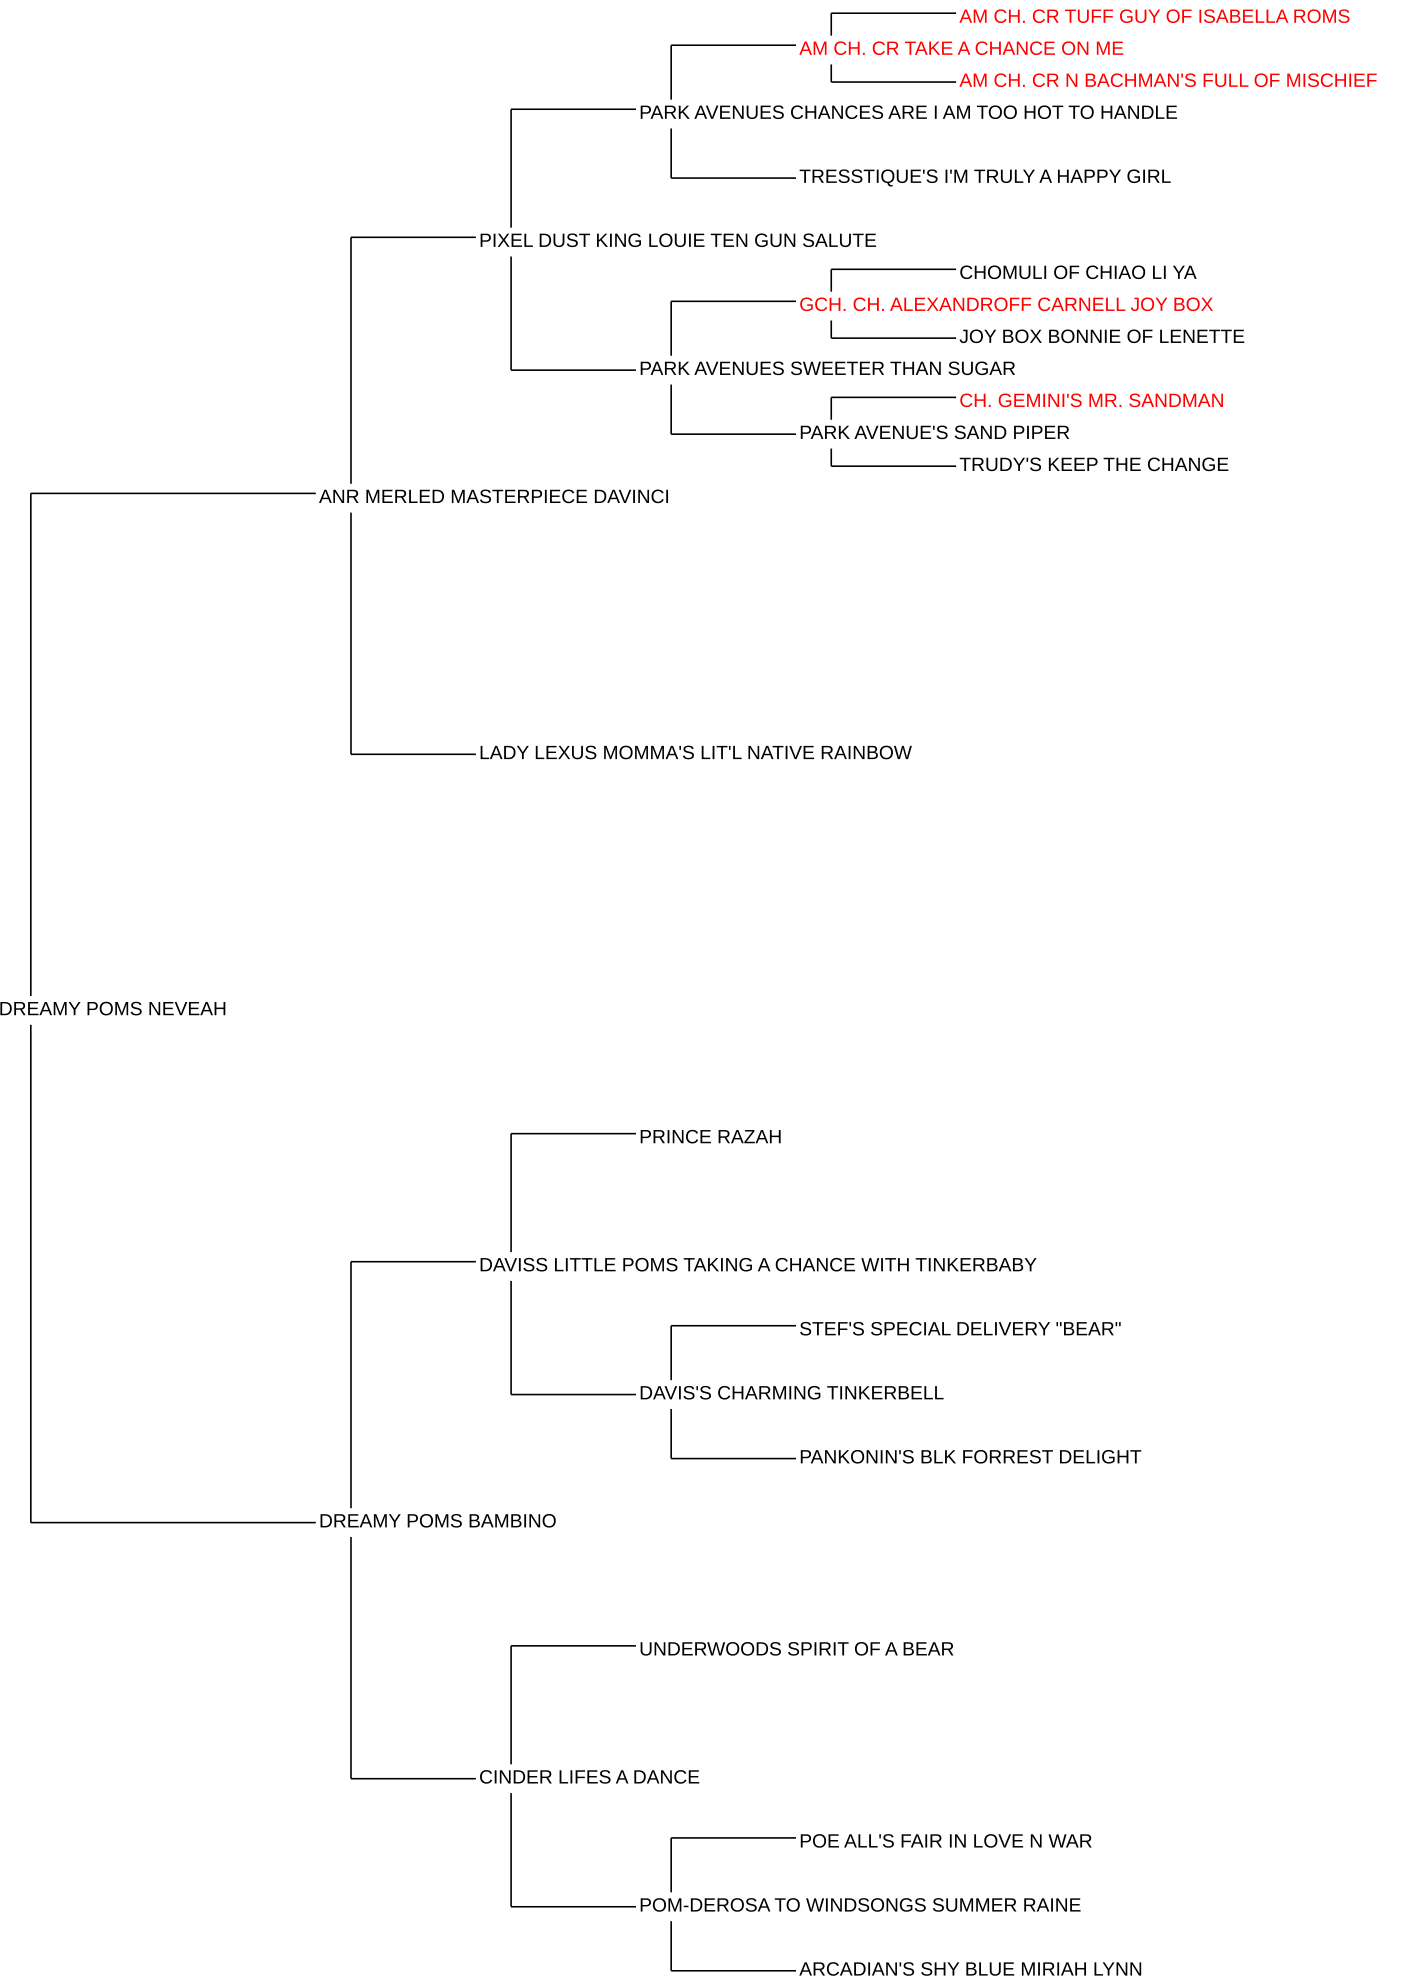 AM CH. CR TUFF GUY OF ISABELLA ROMS
AM CH. CR TAKE A CHANCE ON ME
AM CH. CR N BACHMAN'S FULL OF MISCHIEF
PARK AVENUES CHANCES ARE I AM TOO HOT TO HANDLE
TRESSTIQUE'S I'M TRULY A HAPPY GIRL
PIXEL DUST KING LOUIE TEN GUN SALUTE
CHOMULI OF CHIAO LI YA
GCH. CH. ALEXANDROFF CARNELL JOY BOX
JOY BOX BONNIE OF LENETTE
PARK AVENUES SWEETER THAN SUGAR
CH. GEMINI'S MR. SANDMAN
PARK AVENUE'S SAND PIPER
TRUDY'S KEEP THE CHANGE
ANR MERLED MASTERPIECE DAVINCI
LADY LEXUS MOMMA'S LIT'L NATIVE RAINBOW
DREAMY POMS NEVEAH
PRINCE RAZAH
DAVISS LITTLE POMS TAKING A CHANCE WITH TINKERBABY
STEF'S SPECIAL DELIVERY "BEAR"
DAVIS'S CHARMING TINKERBELL
PANKONIN'S BLK FORREST DELIGHT
DREAMY POMS BAMBINO
UNDERWOODS SPIRIT OF A BEAR
CINDER LIFES A DANCE
POE ALL'S FAIR IN LOVE N WAR
POM-DEROSA TO WINDSONGS SUMMER RAINE
ARCADIAN'S SHY BLUE MIRIAH LYNN